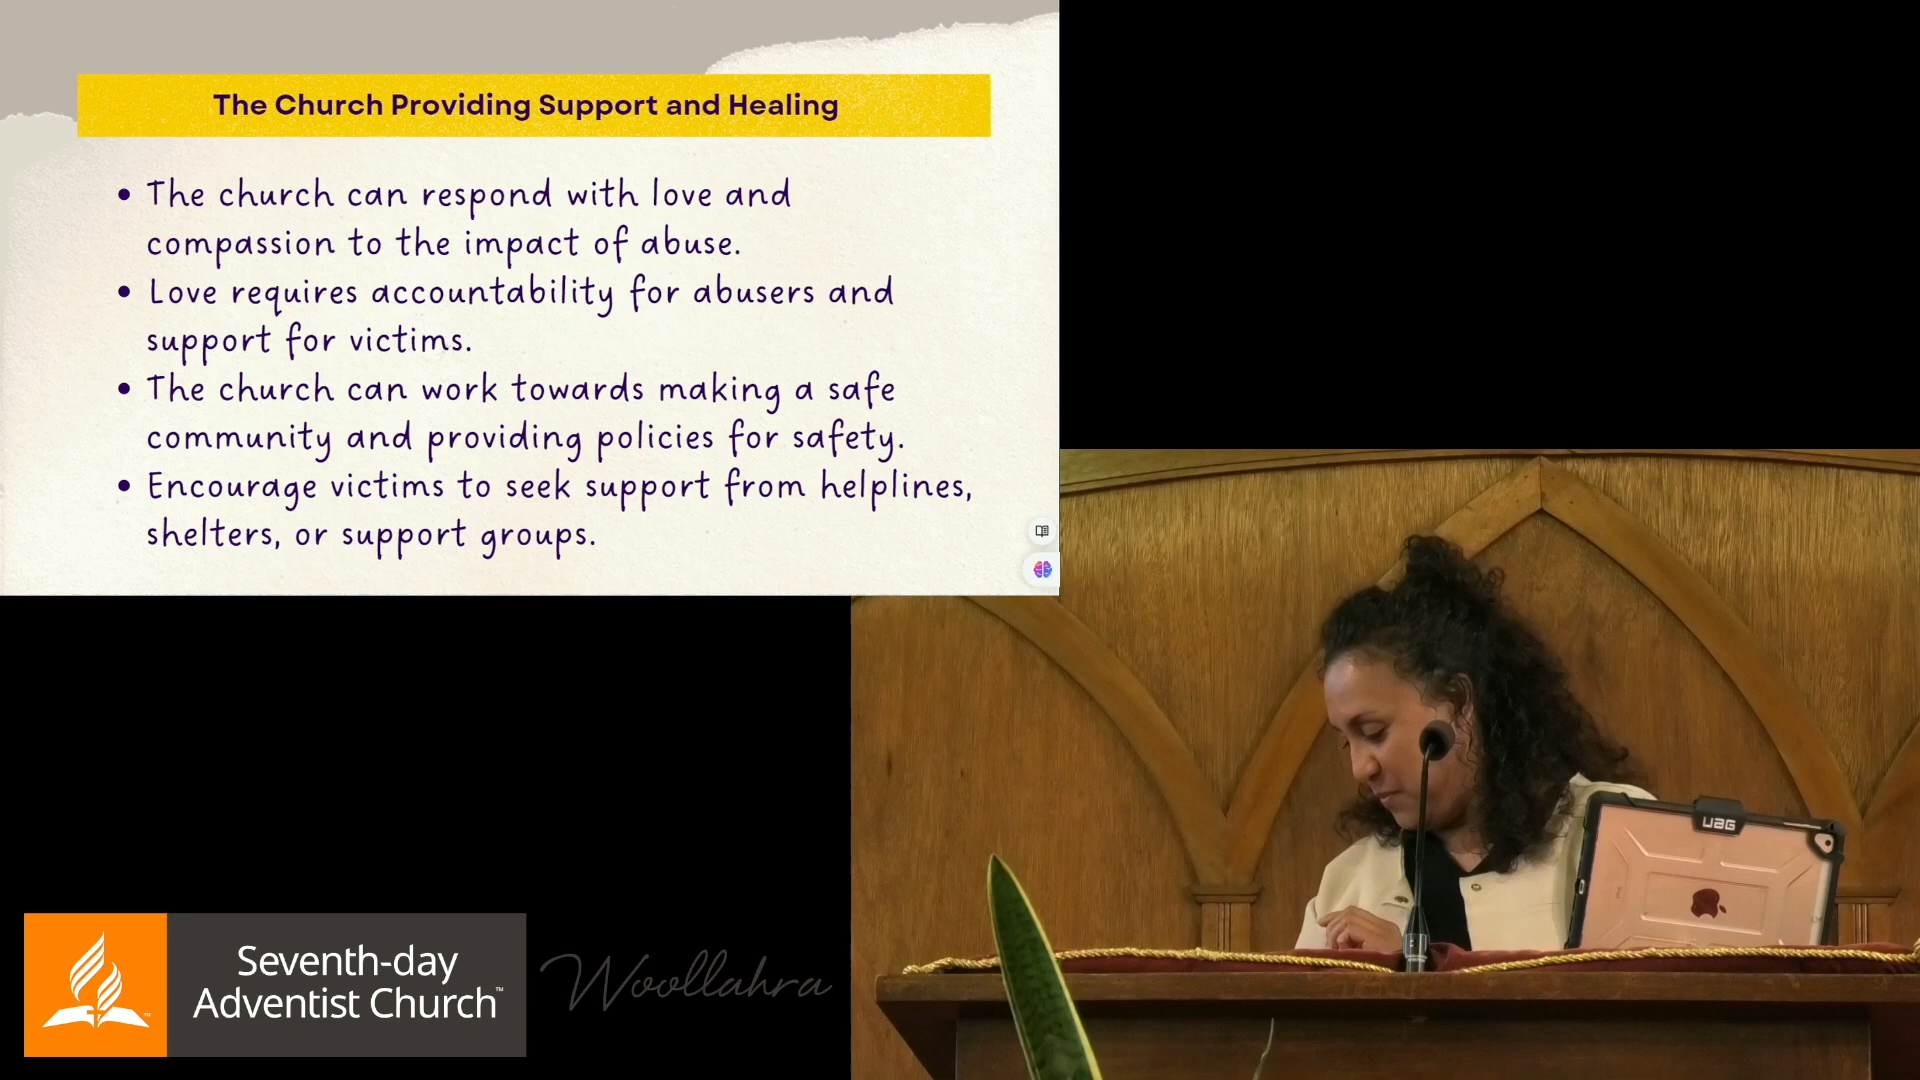 The Church Providing Support and Healing
• The church can respond with love and
compassion to the impact of abuse.
• Love requires accountability for abusers and
support for victims.
• The church can work towards making a safe
community and providing policies for safety.
• Encourage victims to seek support from helplines,
shelters, or support groups.
UAG
Seventh-day
Adventist Church™
Woollahra